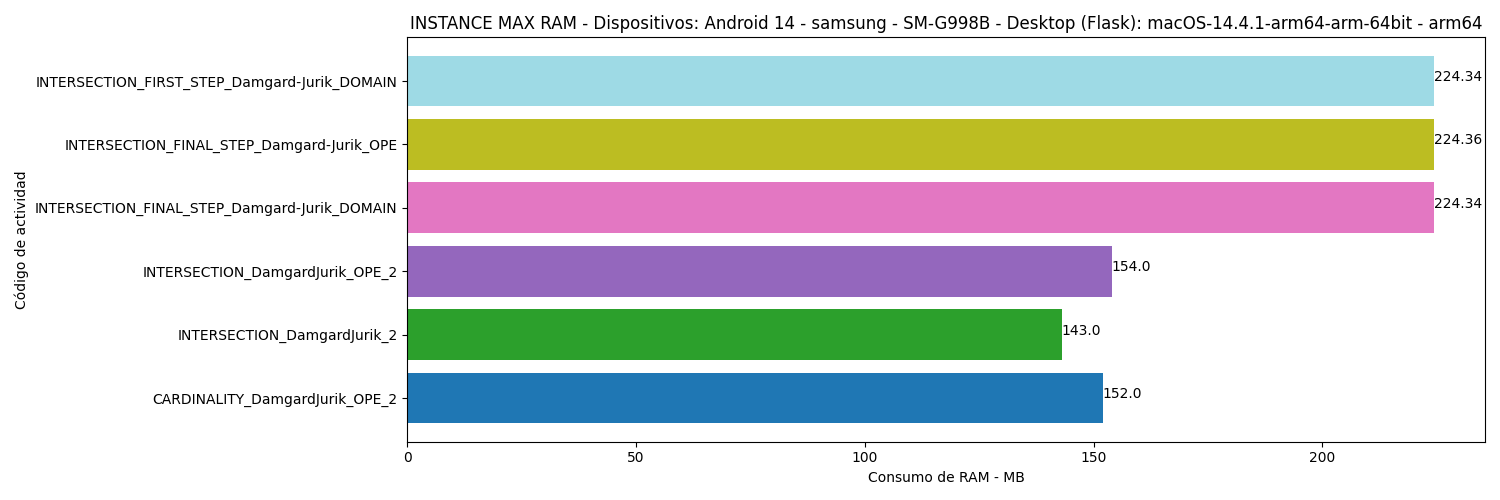 INSTANCE MAX RAM - Dispositivos: Android 14 - samsung - SM-G998B - Desktop (Flask): macOS-14.4.1-arm64-arm-64bit - arm64
Código de actividad
INTERSECTION_FIRST_STEP_Damgard-Jurik_DOMAIN
224.34
INTERSECTION_FINAL_STEP_Damgard-Jurik_OPE
224.36
INTERSECTION_FINAL_STEP_Damgard-Jurik_DOMAIN
224.34
INTERSECTION_DamgardJurik_OPE_2
154.0
INTERSECTION_DamgardJurik_2
143.0
CARDINALITY_DamgardJurik_OPE_2
152.0
0 50 100 150 200
Consumo de RAM - MB